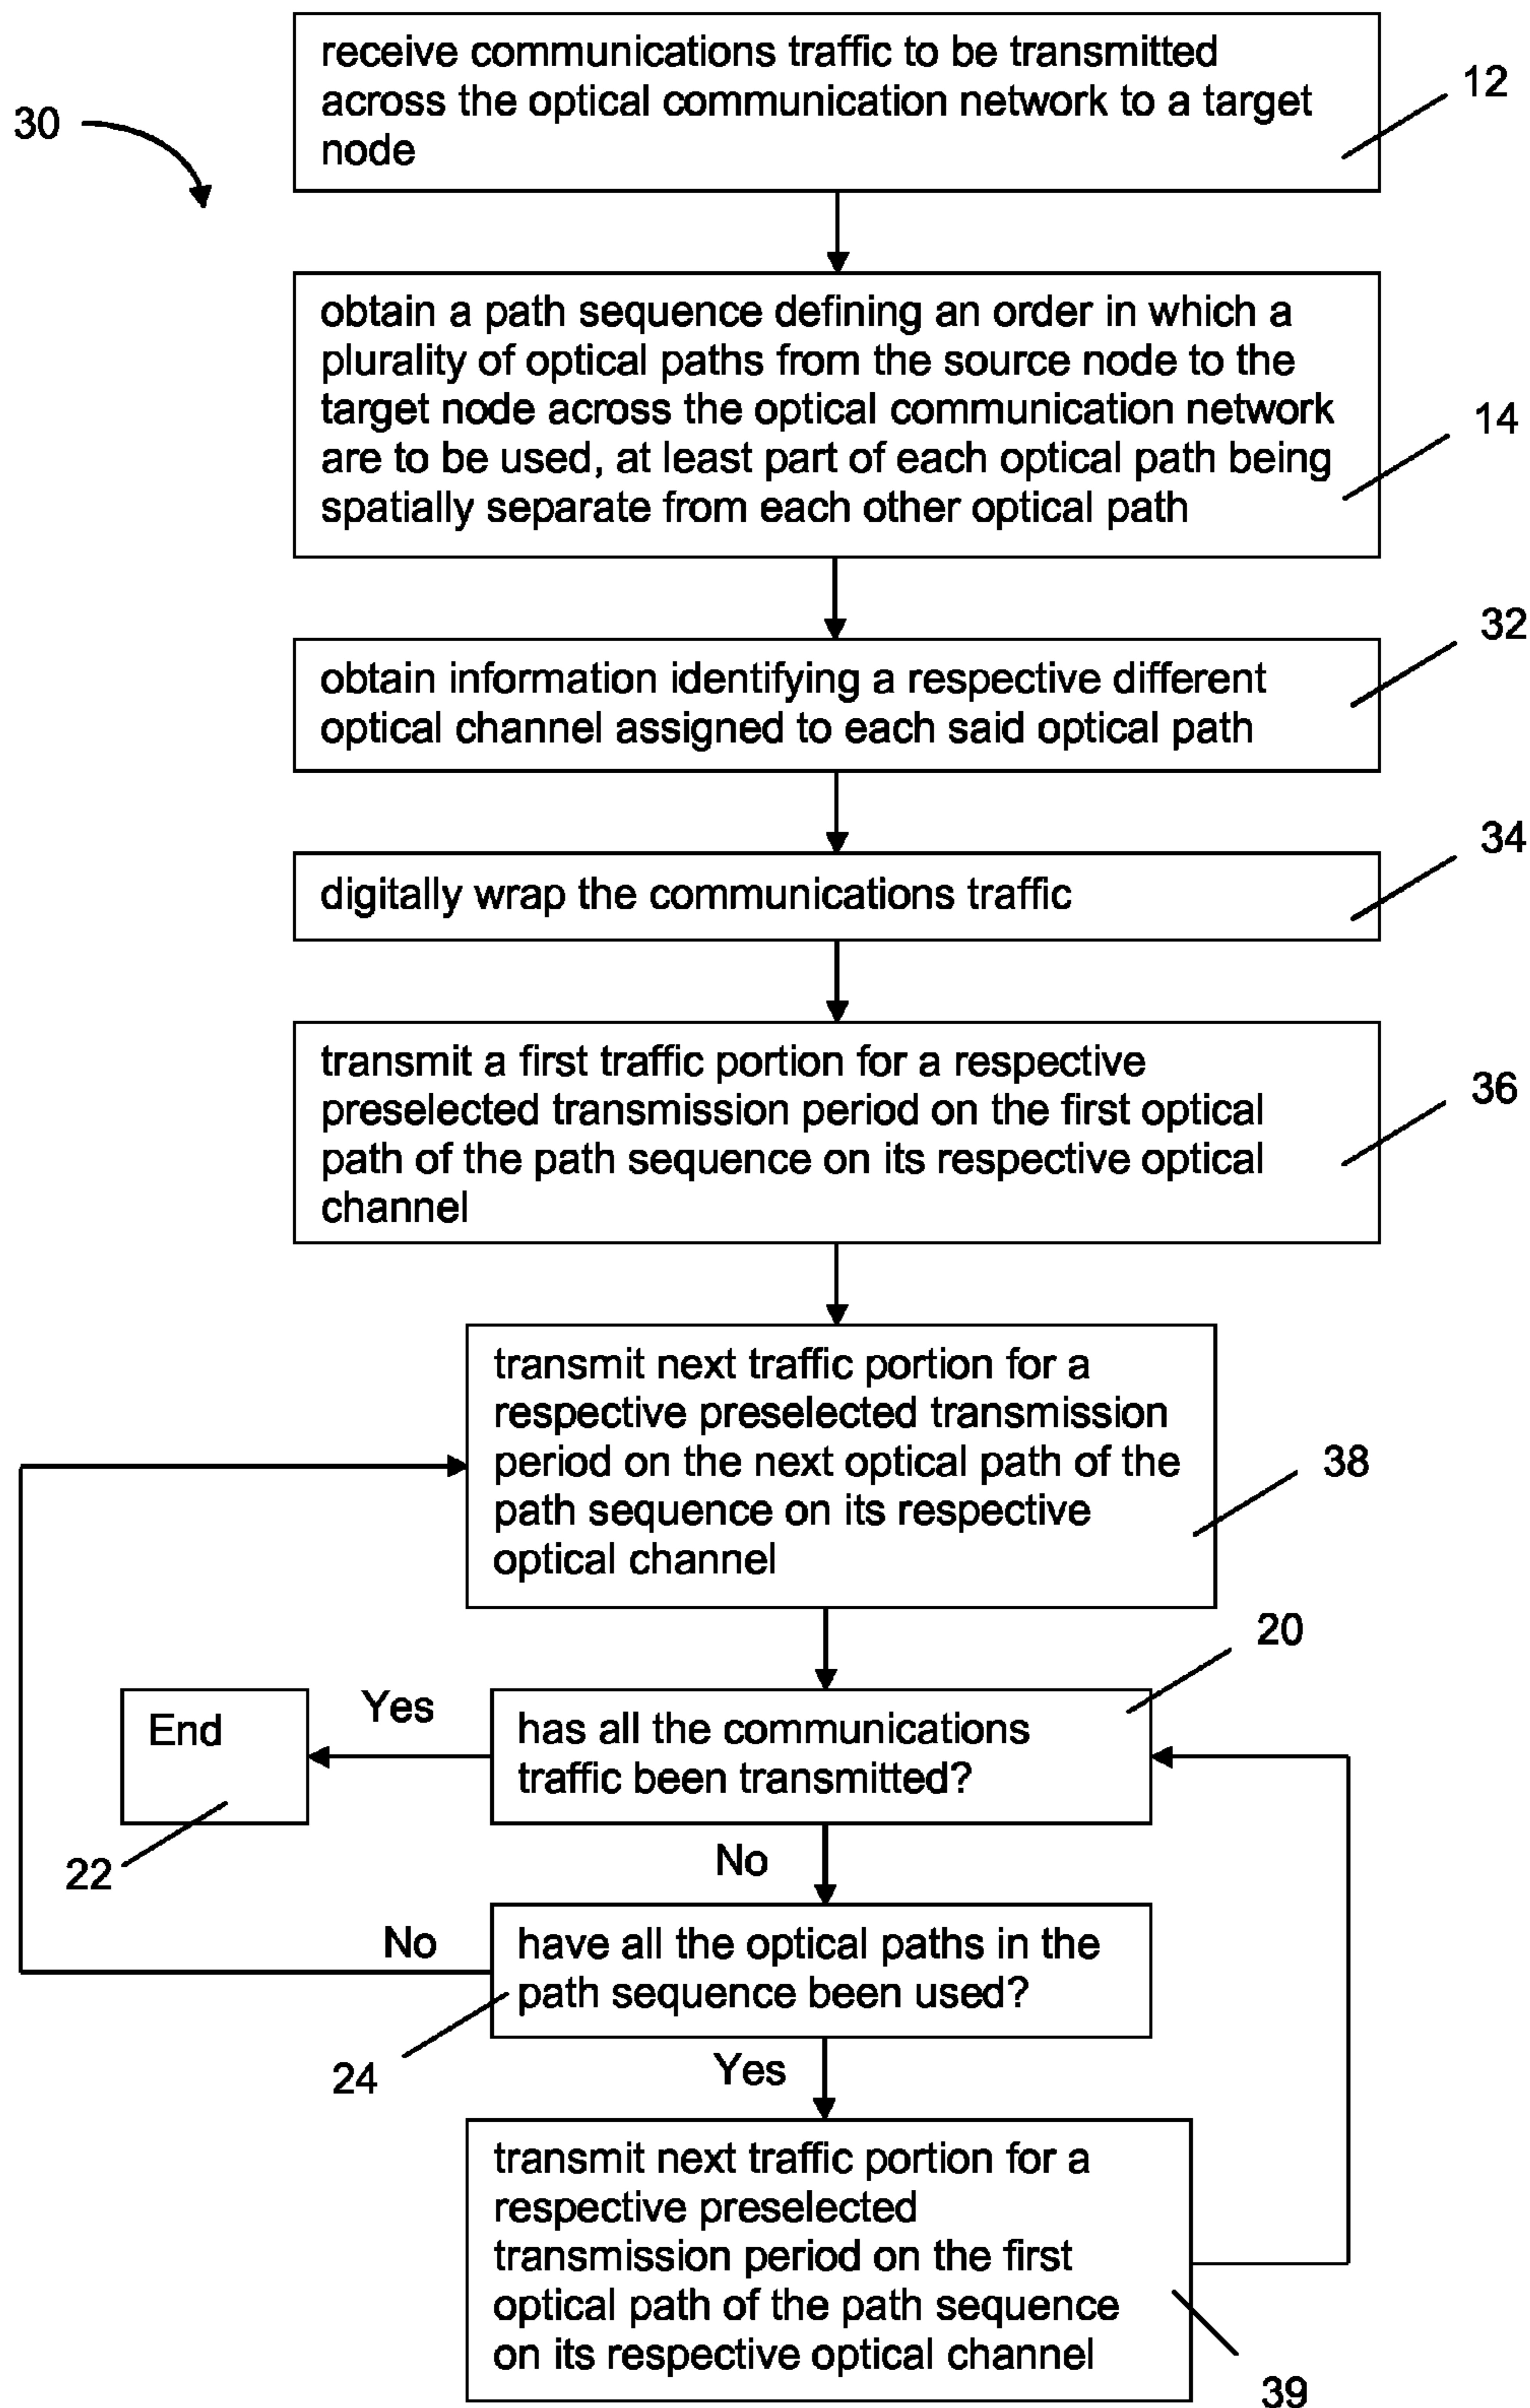 receive communications traffic to be transmitted
across the optical communication network to a target
node
12
30
obtain a path sequence defining an order in which a
plurality of optical paths from the source node to the
target node across the optical communication network
are to be used, at least part of each optical path being
spatially separate from each other optical path
14
obtain information identifying a respective different
optical channel assigned to each said optical path
32
digitally wrap the communications traffic
34
transmit a first traffic portion for a respective
preselected transmission period on the first optical
path of the path sequence on its respective optical
channel
36
transmit next traffic portion for a
respective preselected transmission
period on the next optical path of the
path sequence on its respective
optical channel
38
20
End
Yes
has all the communications
traffic been transmitted?
22
No
No
have all the optical paths in the
path sequence been used?
24
Yes
transmit next traffic portion for a
respective preselected
transmission period on the first
optical path of the path sequence
on its respective optical channel
39